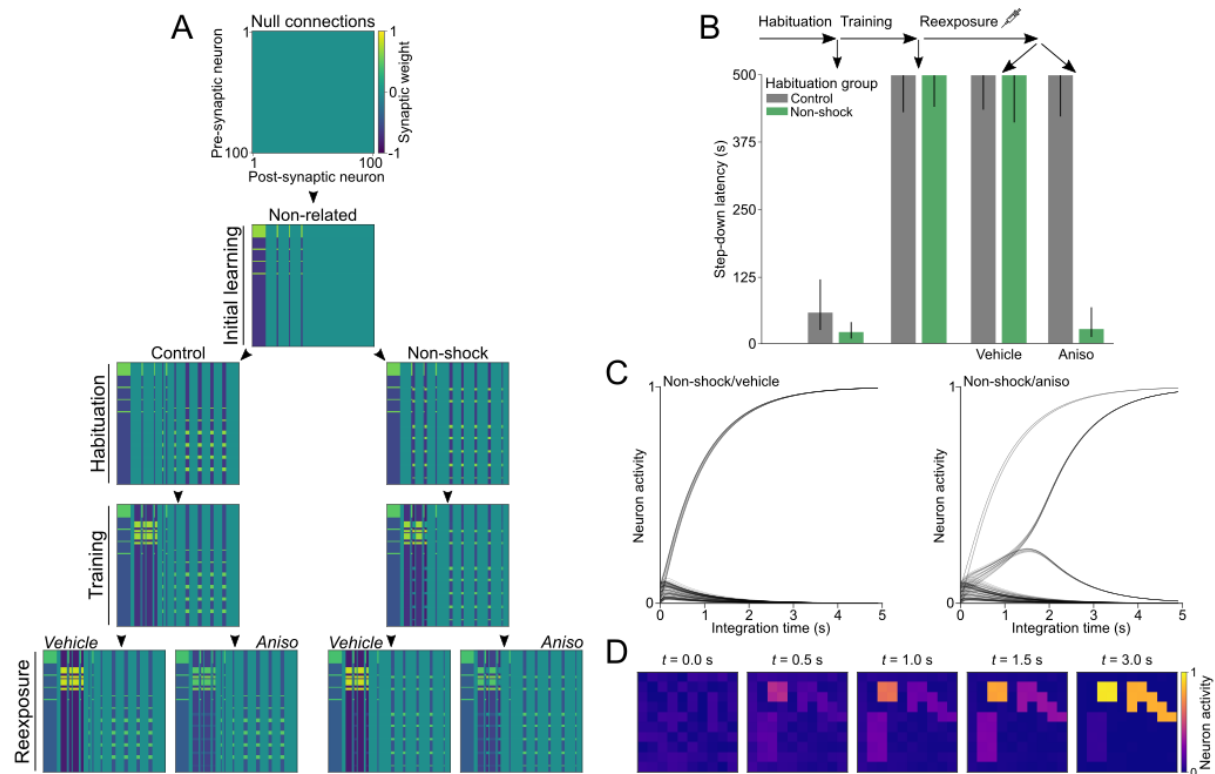 A
Null connections
1
Pre-synaptic neuron
100
1
100
Post-synaptic neuron
1
0
-1
Synaptic weight
Non-related
Initial learning
Control
Non-shock
Habituation
Training
Vehicle
Aniso
Vehicle
Aniso
Reexposure
B
Habituation
Training
Reexposure
Habituation group
Control
Non-shock
500
375
250
125
0
Step-down latency (s)
Vehicle
Aniso
C
Non-shock/vehicle
1
0
Neuron activity
0
1
2
3
4
5
Integration time (s)
Non-shock/aniso
1
0
Neuron activity
0
1
2
3
4
5
Integration time (s)
D
t = 0.0 s
t = 0.5 s
t = 1.0 s
t = 1.5 s
t = 3.0 s
1
0
Neuron activity